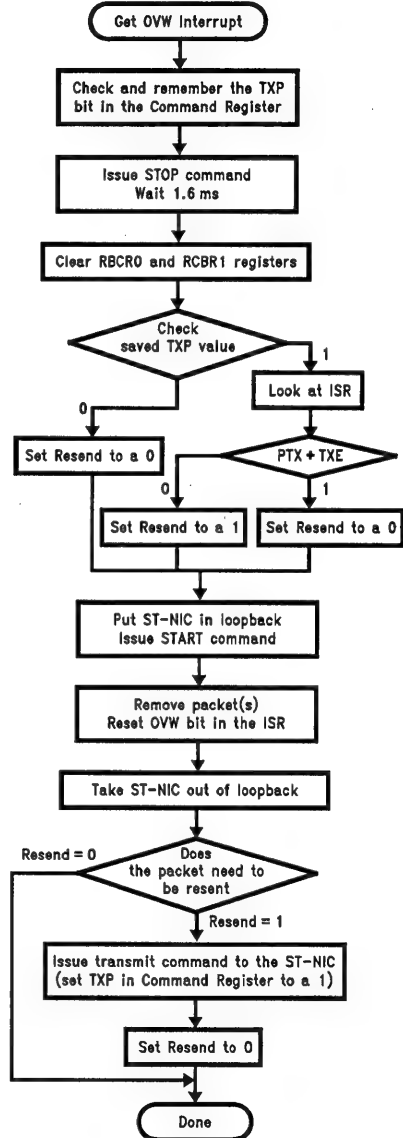 Get OVW Interrupt
Check and remember the TXP
bit in the Command Register
Issue STOP command
Wait 1.6 ms
Clear RBCR0 and RCBR1 registers
Check
saved TXP value
1
0
Look at ISR
Set Resend to a 0
PTX + TXE
0
1
Set Resend to a 1
Set Resend to a 0
Put ST-NIC in loopback
Issue START command
Remove packet(s)
Reset OVW bit in the ISR
Take ST-NIC out of loopback
Resend = 0
Does
the packet need to
be resent
Resend = 1
Issue transmit command to the ST-NIC
(set TXP in Command Register to a 1)
Set Resend to 0
Done